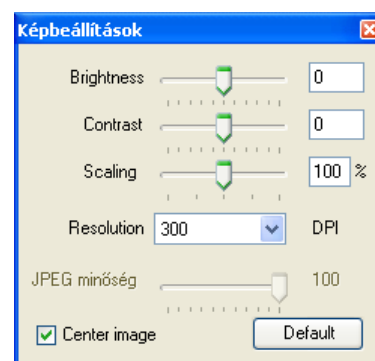 Képbeállítások
Brightness 0
Contrast 0
Scaling 100 %
Resolution 300 DPI
JPEG minőség 100
Center image Default